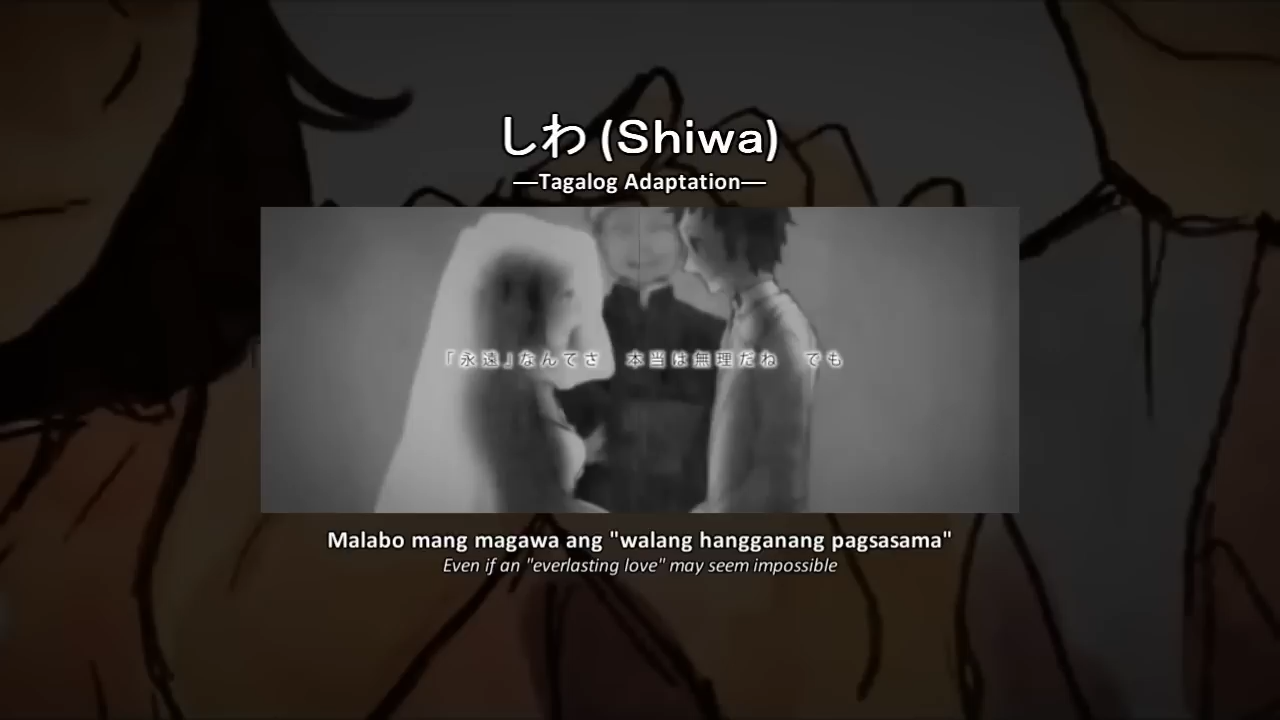 しわ (Shiwa)
—Tagalog Adaptation—
「永遠」なんてさ 本当は無理だね でも
Malabo mang magawa ang "walang hangganang pagsasama"
Even if an "everlasting love" may seem impossible